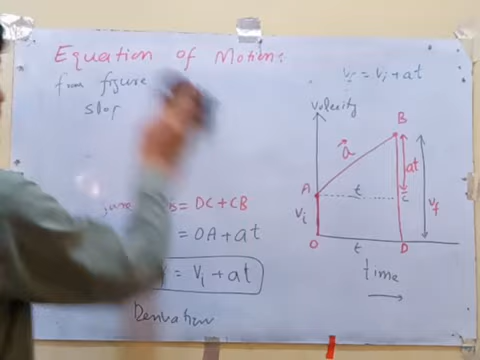 Equation of Motion:
from figure
slop
= DC + CB
= OA + at
= Vi + at
Derivation
Vf = Vi + at
Velocity
B
a
at
A
t
C
Vi
Vf
O
t
D
time